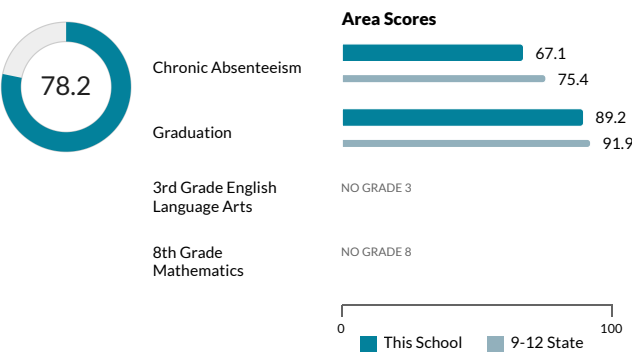 Area Scores
78.2
Chronic Absenteeism
67.1
75.4
Graduation
89.2
91.9
3rd Grade English
Language Arts
NO GRADE 3
8th Grade
Mathematics
NO GRADE 8
0
100
This School
9-12 State